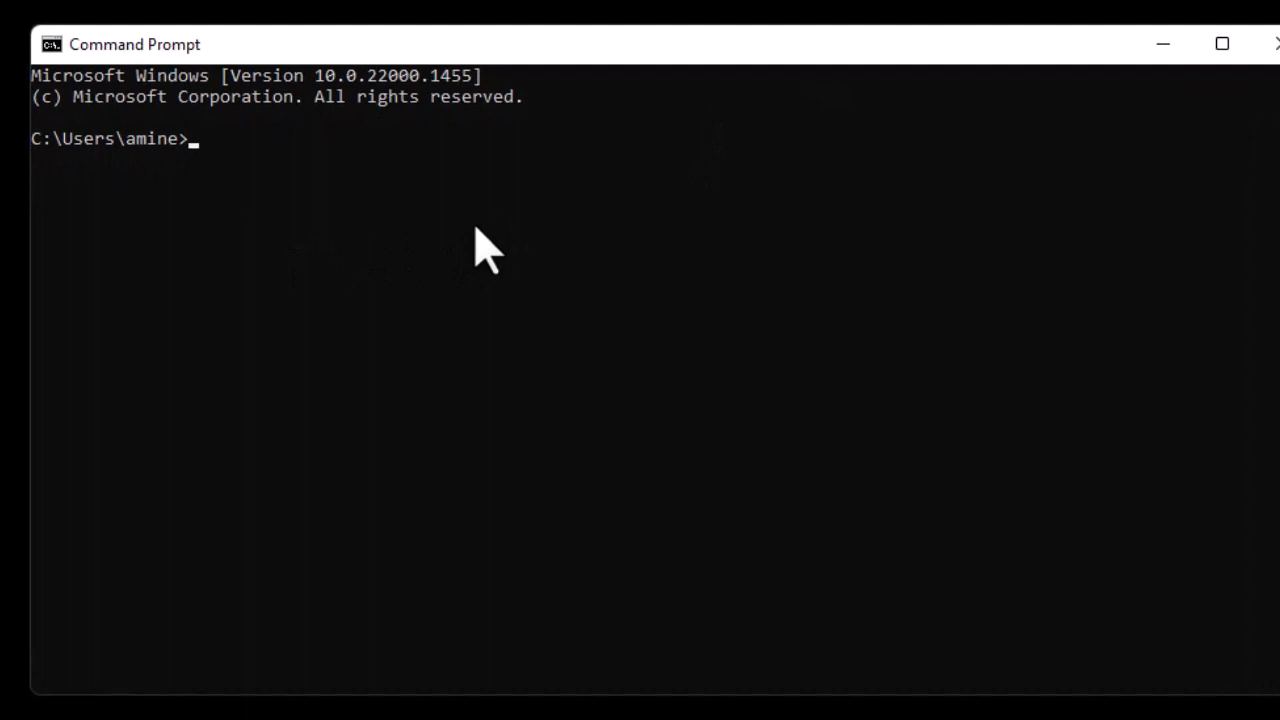 Command Prompt
Microsoft Windows [Version 10.0.22000.1455]
(c) Microsoft Corporation. All rights reserved.
C:\Users\amine>